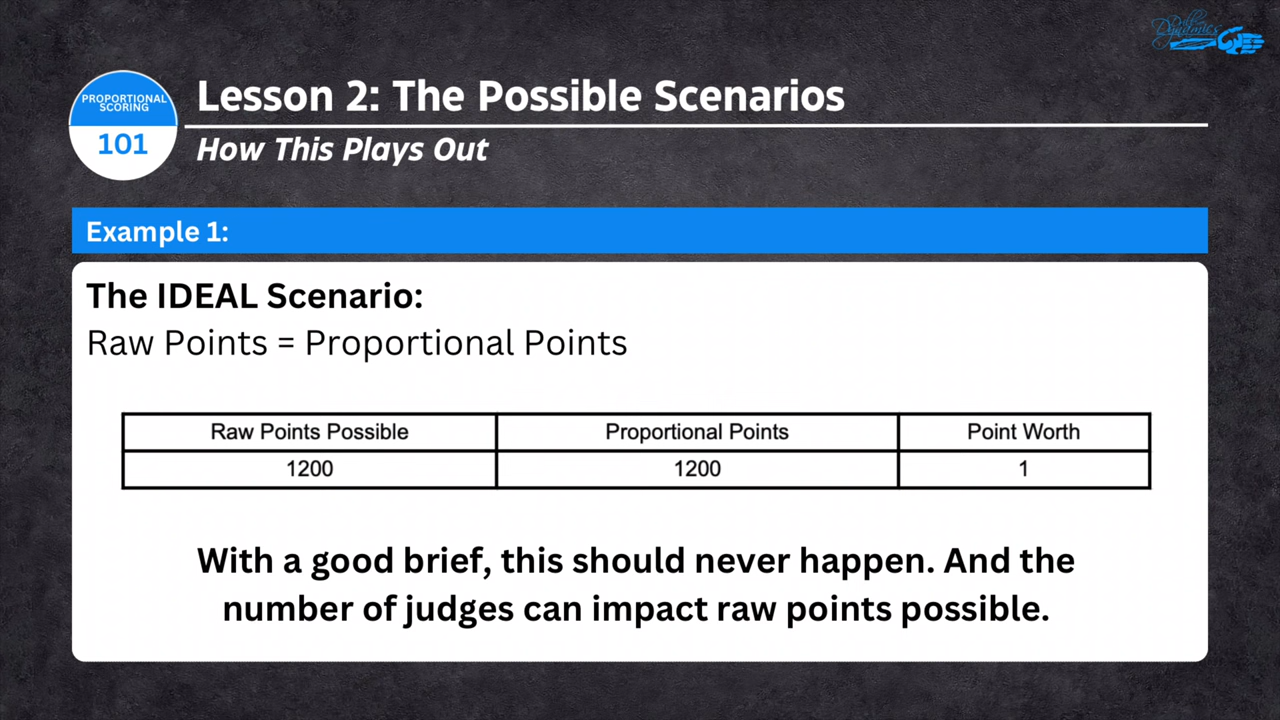 Drill
Dynamics
PROPORTIONAL
SCORING
101
Lesson 2: The Possible Scenarios
How This Plays Out
Example 1:
The IDEAL Scenario:
Raw Points = Proportional Points
Raw Points Possible Proportional Points Point Worth
1200 1200 1
With a good brief, this should never happen. And the
number of judges can impact raw points possible.